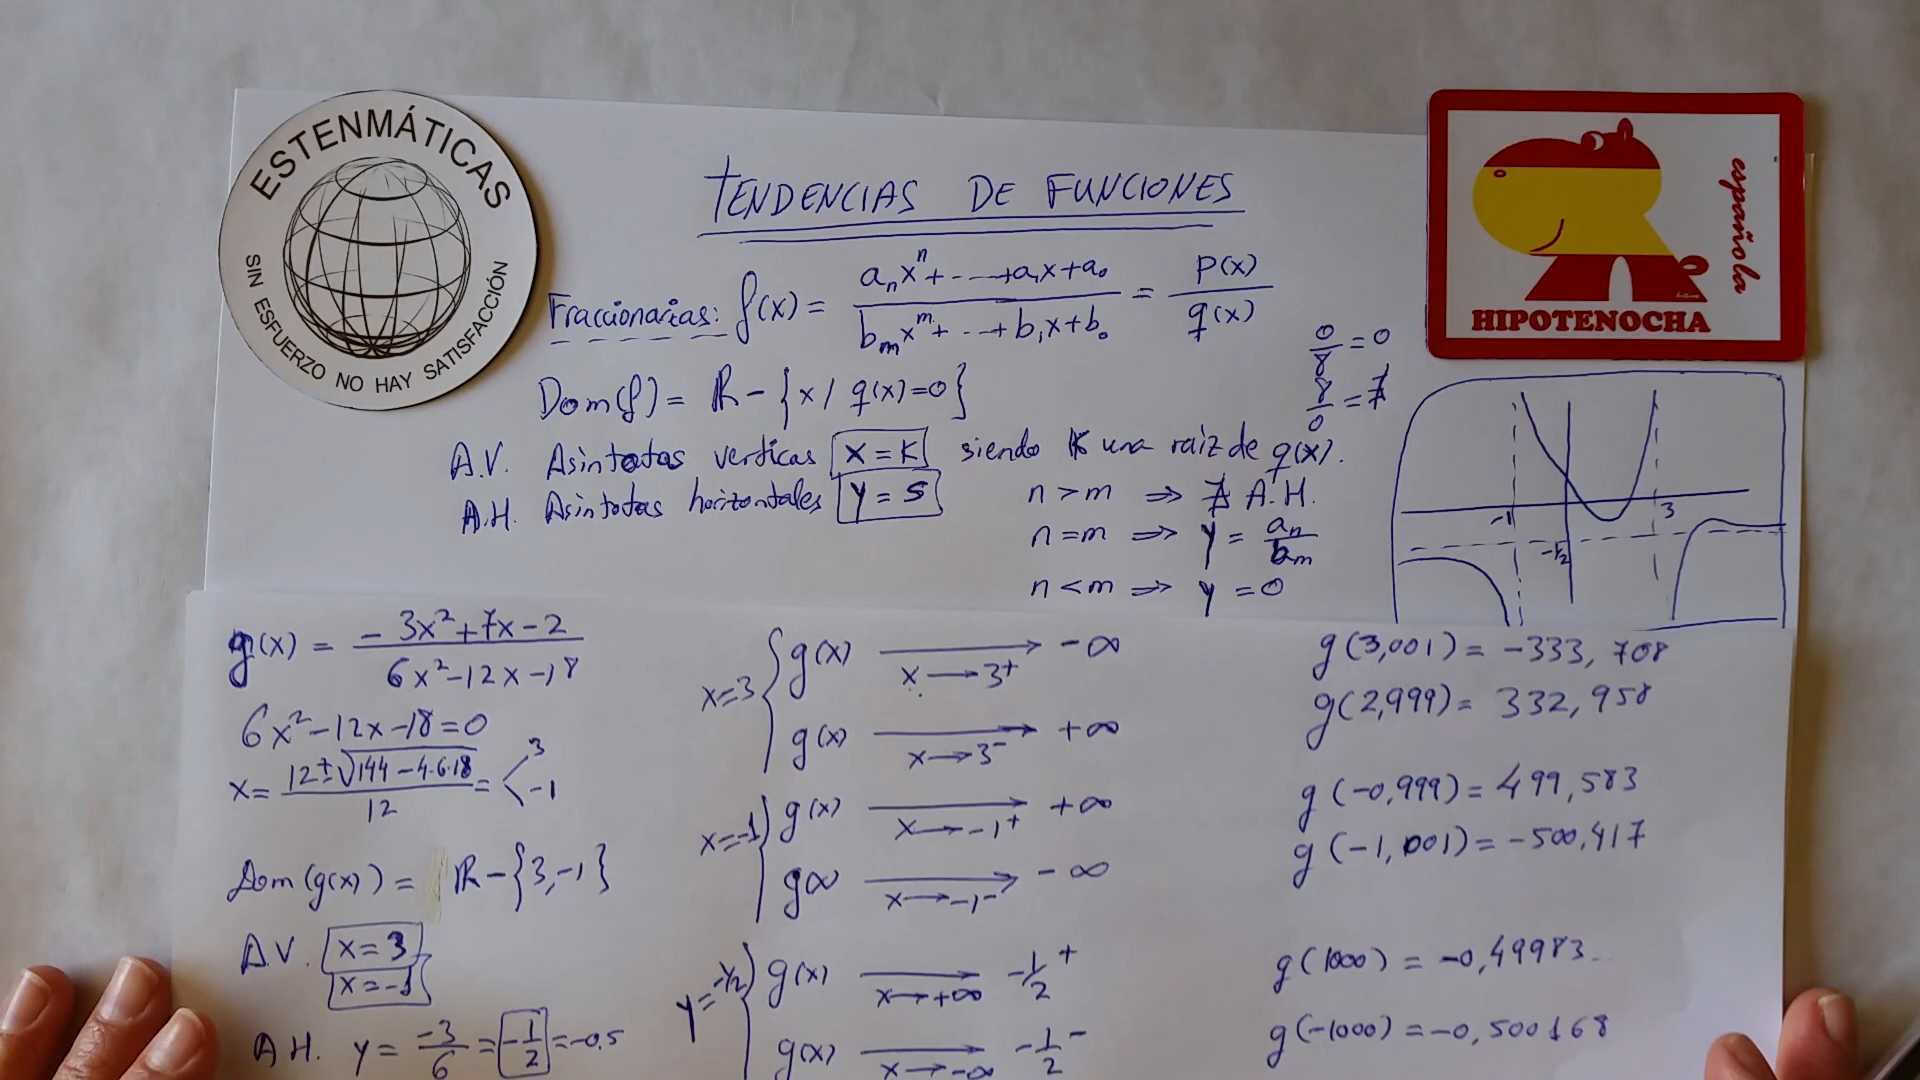 ESTENMÁTICAS
SIN ESFUERZO NO HAY SATISFACCIÓN
española
HIPOTENOCHA
TENDENCIAS DE FUNCIONES
Fraccionarias: f(x) = (aₙxⁿ + ---- + a₁x + a₀) / (bₘxᵐ + --- + b₁x + b₀) = p(x) / q(x)
0/8 = 0
8/0 = ∄
Dom(f) = ℝ - {x / q(x)=0}
A.V. Asintotas verticas x = K siendo K una raiz de q(x).
A.H. Asintotas horizontales y = s
n > m ⇒ ∄ A.H.
n = m ⇒ y = aₙ/bₘ
n < m ⇒ y = 0
-1
3
-1/2
g(x) = (-3x² + 7x - 2) / (6x² - 12x - 18)
6x² - 12x - 18 = 0
x = (12 ± √(144 - 4·6·18)) / 12 = < 3
-1
Dom(g(x)) = ℝ - {3, -1}
A.V. x = 3
x = -1
A H. y = -3/6 = -1/2 = -0,5
x=3 { g(x) ⟶ -∞
x → 3⁺
g(x) ⟶ +∞
x → 3⁻
x=-1 { g(x) ⟶ +∞
x → -1⁺
g(x) ⟶ -∞
x → -1⁻
y=-1/2 { g(x) ⟶ -1/2⁺
x → +∞
g(x) ⟶ -1/2⁻
x → -∞
g(3,001) = -333,708
g(2,999) = 332,958
g(-0,999) = 499,583
g(-1,001) = -500,417
g(1000) = -0,49983..
g(-1000) = -0,500168